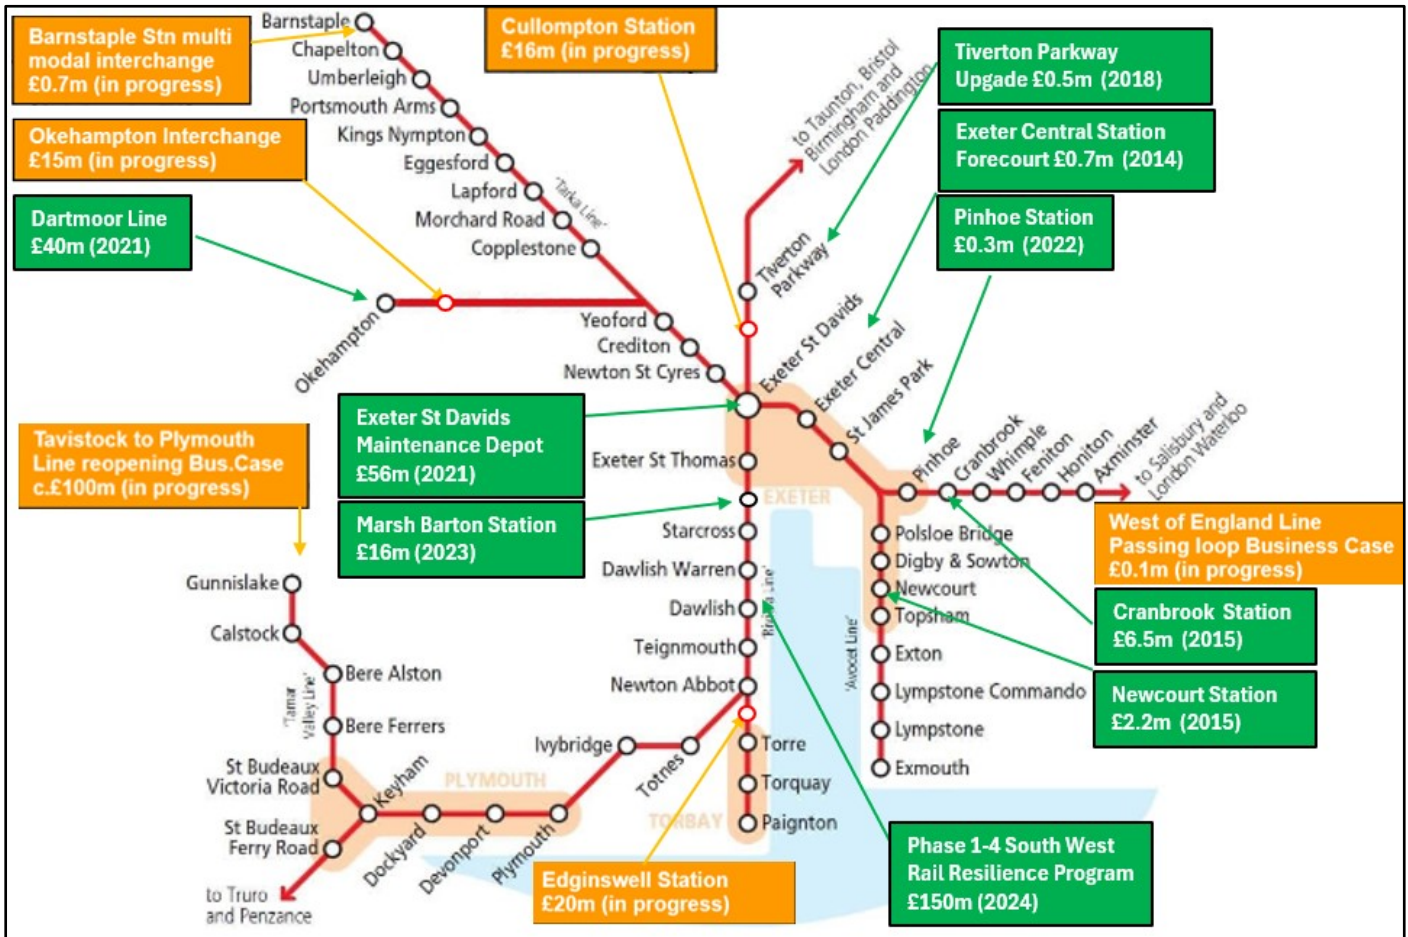 Barnstaple Stn multi
modal interchange
£0.7m (in progress)
Okehampton Interchange
£15m (in progress)
Dartmoor Line
£40m (2021)
Barnstaple
Chapelton
Umberleigh
Portsmouth Arms
Kings Nympton
Eggesford
Lapford
Morchard Road
Copplestone
'Tarka Line'
Cullompton Station
£16m (in progress)
to Taunton, Bristol
Birmingham and
London Paddington
Tiverton Parkway
Upgade £0.5m (2018)
Exeter Central Station
Forecourt £0.7m (2014)
Pinhoe Station
£0.3m (2022)
Tiverton
Parkway
Okehampton
Yeoford
Crediton
Newton St Cyres
Exeter St Davids
Exeter Central
St James Park
Pinhoe
Cranbrook
Whimple
Feniton
Honiton
Axminster
to Salisbury and
London Waterloo
Exeter St Davids
Maintenance Depot
£56m (2021)
Marsh Barton Station
£16m (2023)
Tavistock to Plymouth
Line reopening Bus.Case
c.£100m (in progress)
Exeter St Thomas
EXETER
Starcross
Dawlish Warren
Dawlish
Teignmouth
Newton Abbot
'Riviera Line'
Polsloe Bridge
Digby & Sowton
Newcourt
Topsham
Exton
Lympstone Commando
Lympstone
Exmouth
'Avocet Line'
West of England Line
Passing loop Business Case
£0.1m (in progress)
Cranbrook Station
£6.5m (2015)
Newcourt Station
£2.2m (2015)
Gunnislake
Calstock
Bere Alston
Bere Ferrers
'Tamar
Valley Line'
St Budeaux
Victoria Road
St Budeaux
Ferry Road
Keyham
Dockyard
Devonport
Plymouth
PLYMOUTH
Ivybridge
Totnes
Torre
Torquay
Paignton
TORBAY
to Truro
and Penzance
Edginswell Station
£20m (in progress)
Phase 1-4 South West
Rail Resilience Program
£150m (2024)